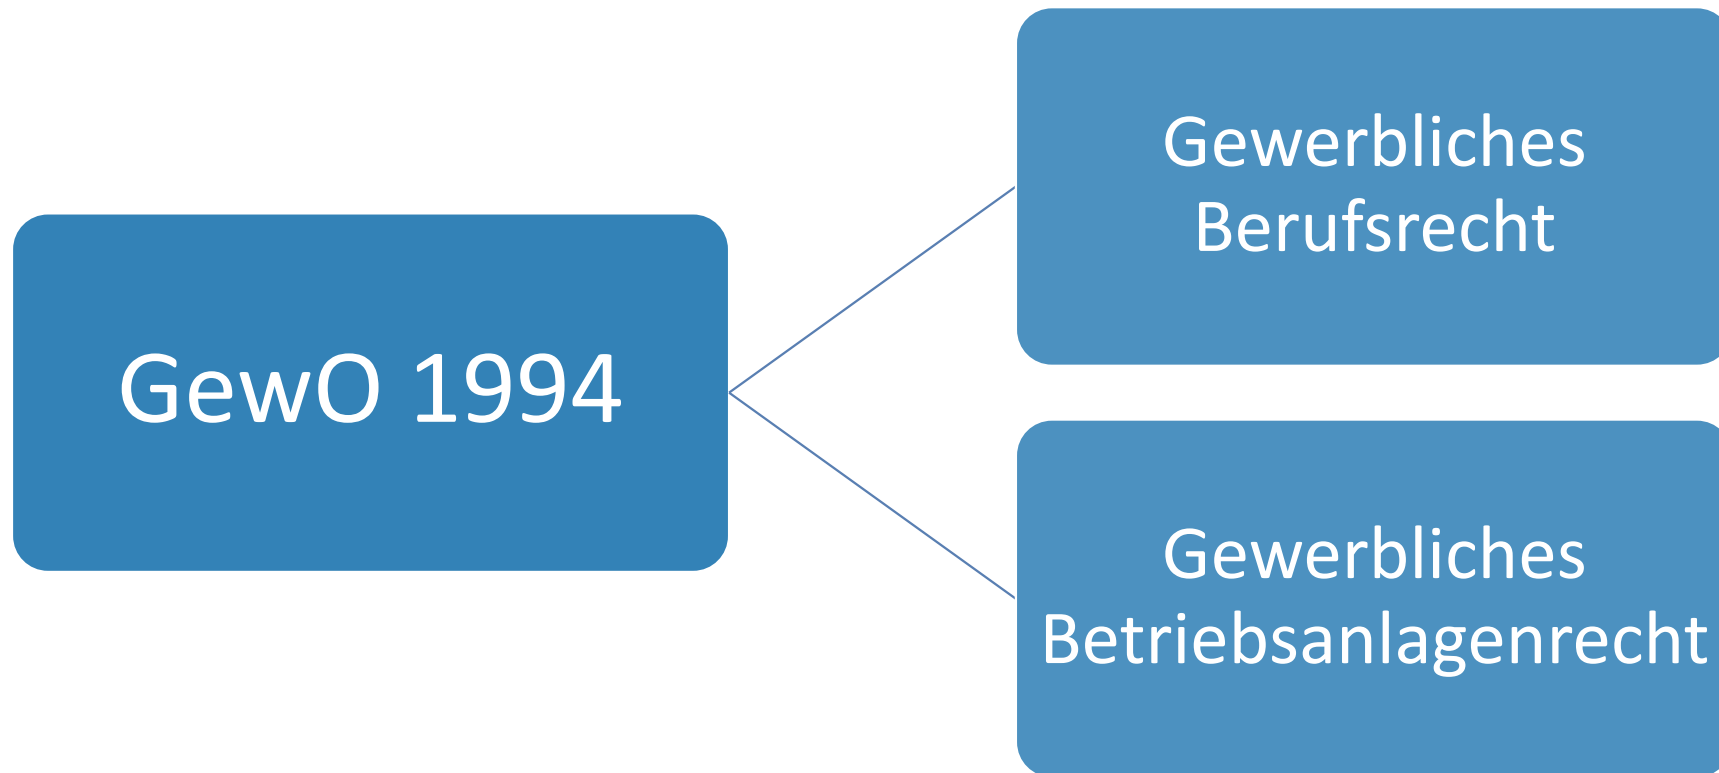 GewO 1994
Gewerbliches
Berufsrecht
Gewerbliches
Betriebsanlagenrecht